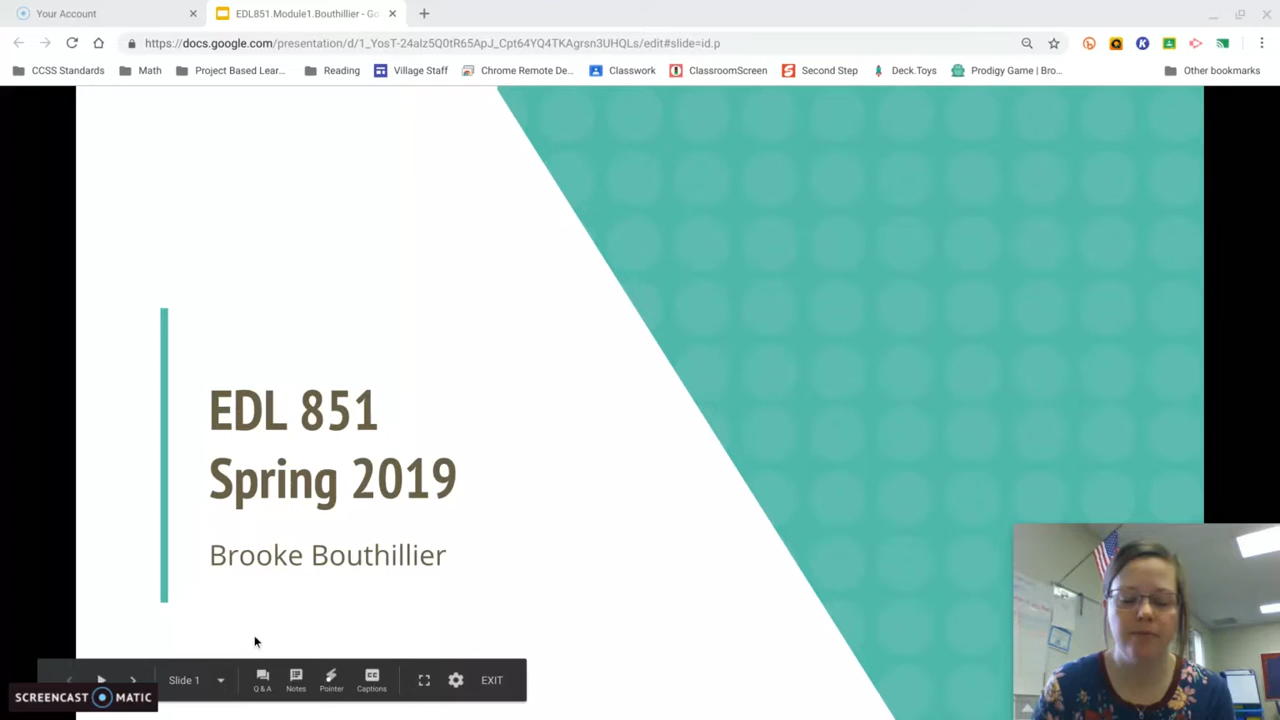 Your Account
EDL851.Module1.Bouthillier - Go
https://docs.google.com/presentation/d/1_YosT-24aIz5Q0tR65ApJ_Cpt64YQ4TKAgrsn3UHQLs/edit#slide=id.p
CCSS Standards
Math
Project Based Lear...
Reading
Village Staff
Chrome Remote De...
Classwork
ClassroomScreen
Second Step
Deck.Toys
Prodigy Game | Bro...
Other bookmarks
EDL 851
Spring 2019
Brooke Bouthillier
Slide 1
Q & A
Notes
Pointer
Captions
EXIT
SCREENCAST MATIC